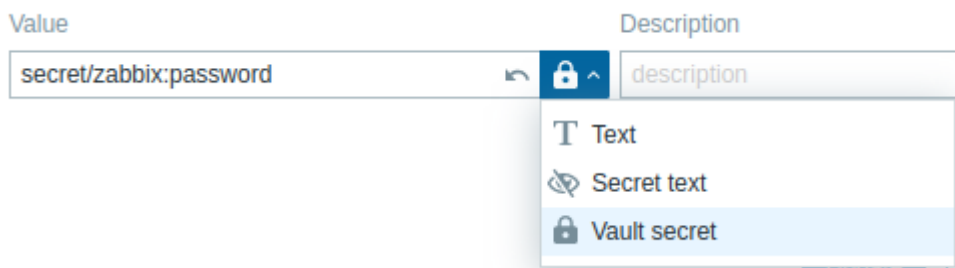 Value Description
secret/zabbix:password description
T Text
Secret text
Vault secret